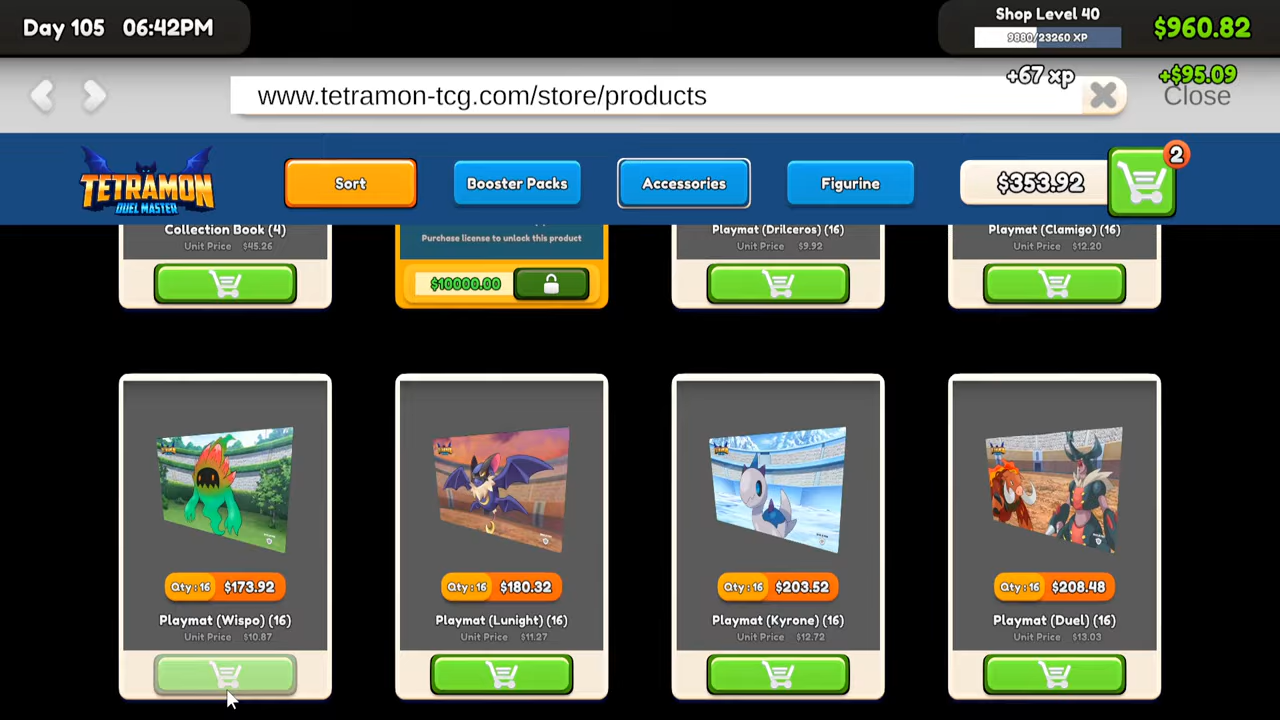 Day 105 06:42PM
Shop Level 40
9880/23260 XP
$960.82
+67 xp
+$95.09
www.tetramon-tcg.com/store/products
Close
TETRAMON
DUEL MASTER
Sort
Booster Packs
Accessories
Figurine
$353.92
2
Collection Book (4)
Unit Price $45.26
Purchase license to unlock this product
$10000.00
Playmat (Drilceros) (16)
Unit Price $9.92
Playmat (Clamigo) (16)
Unit Price $12.20
Qty : 16 $173.92
Playmat (Wispo) (16)
Unit Price $10.87
Qty : 16 $180.32
Playmat (Lunight) (16)
Unit Price $11.27
Qty : 16 $203.52
Playmat (Kyrone) (16)
Unit Price $12.72
Qty : 16 $208.48
Playmat (Duel) (16)
Unit Price $13.03